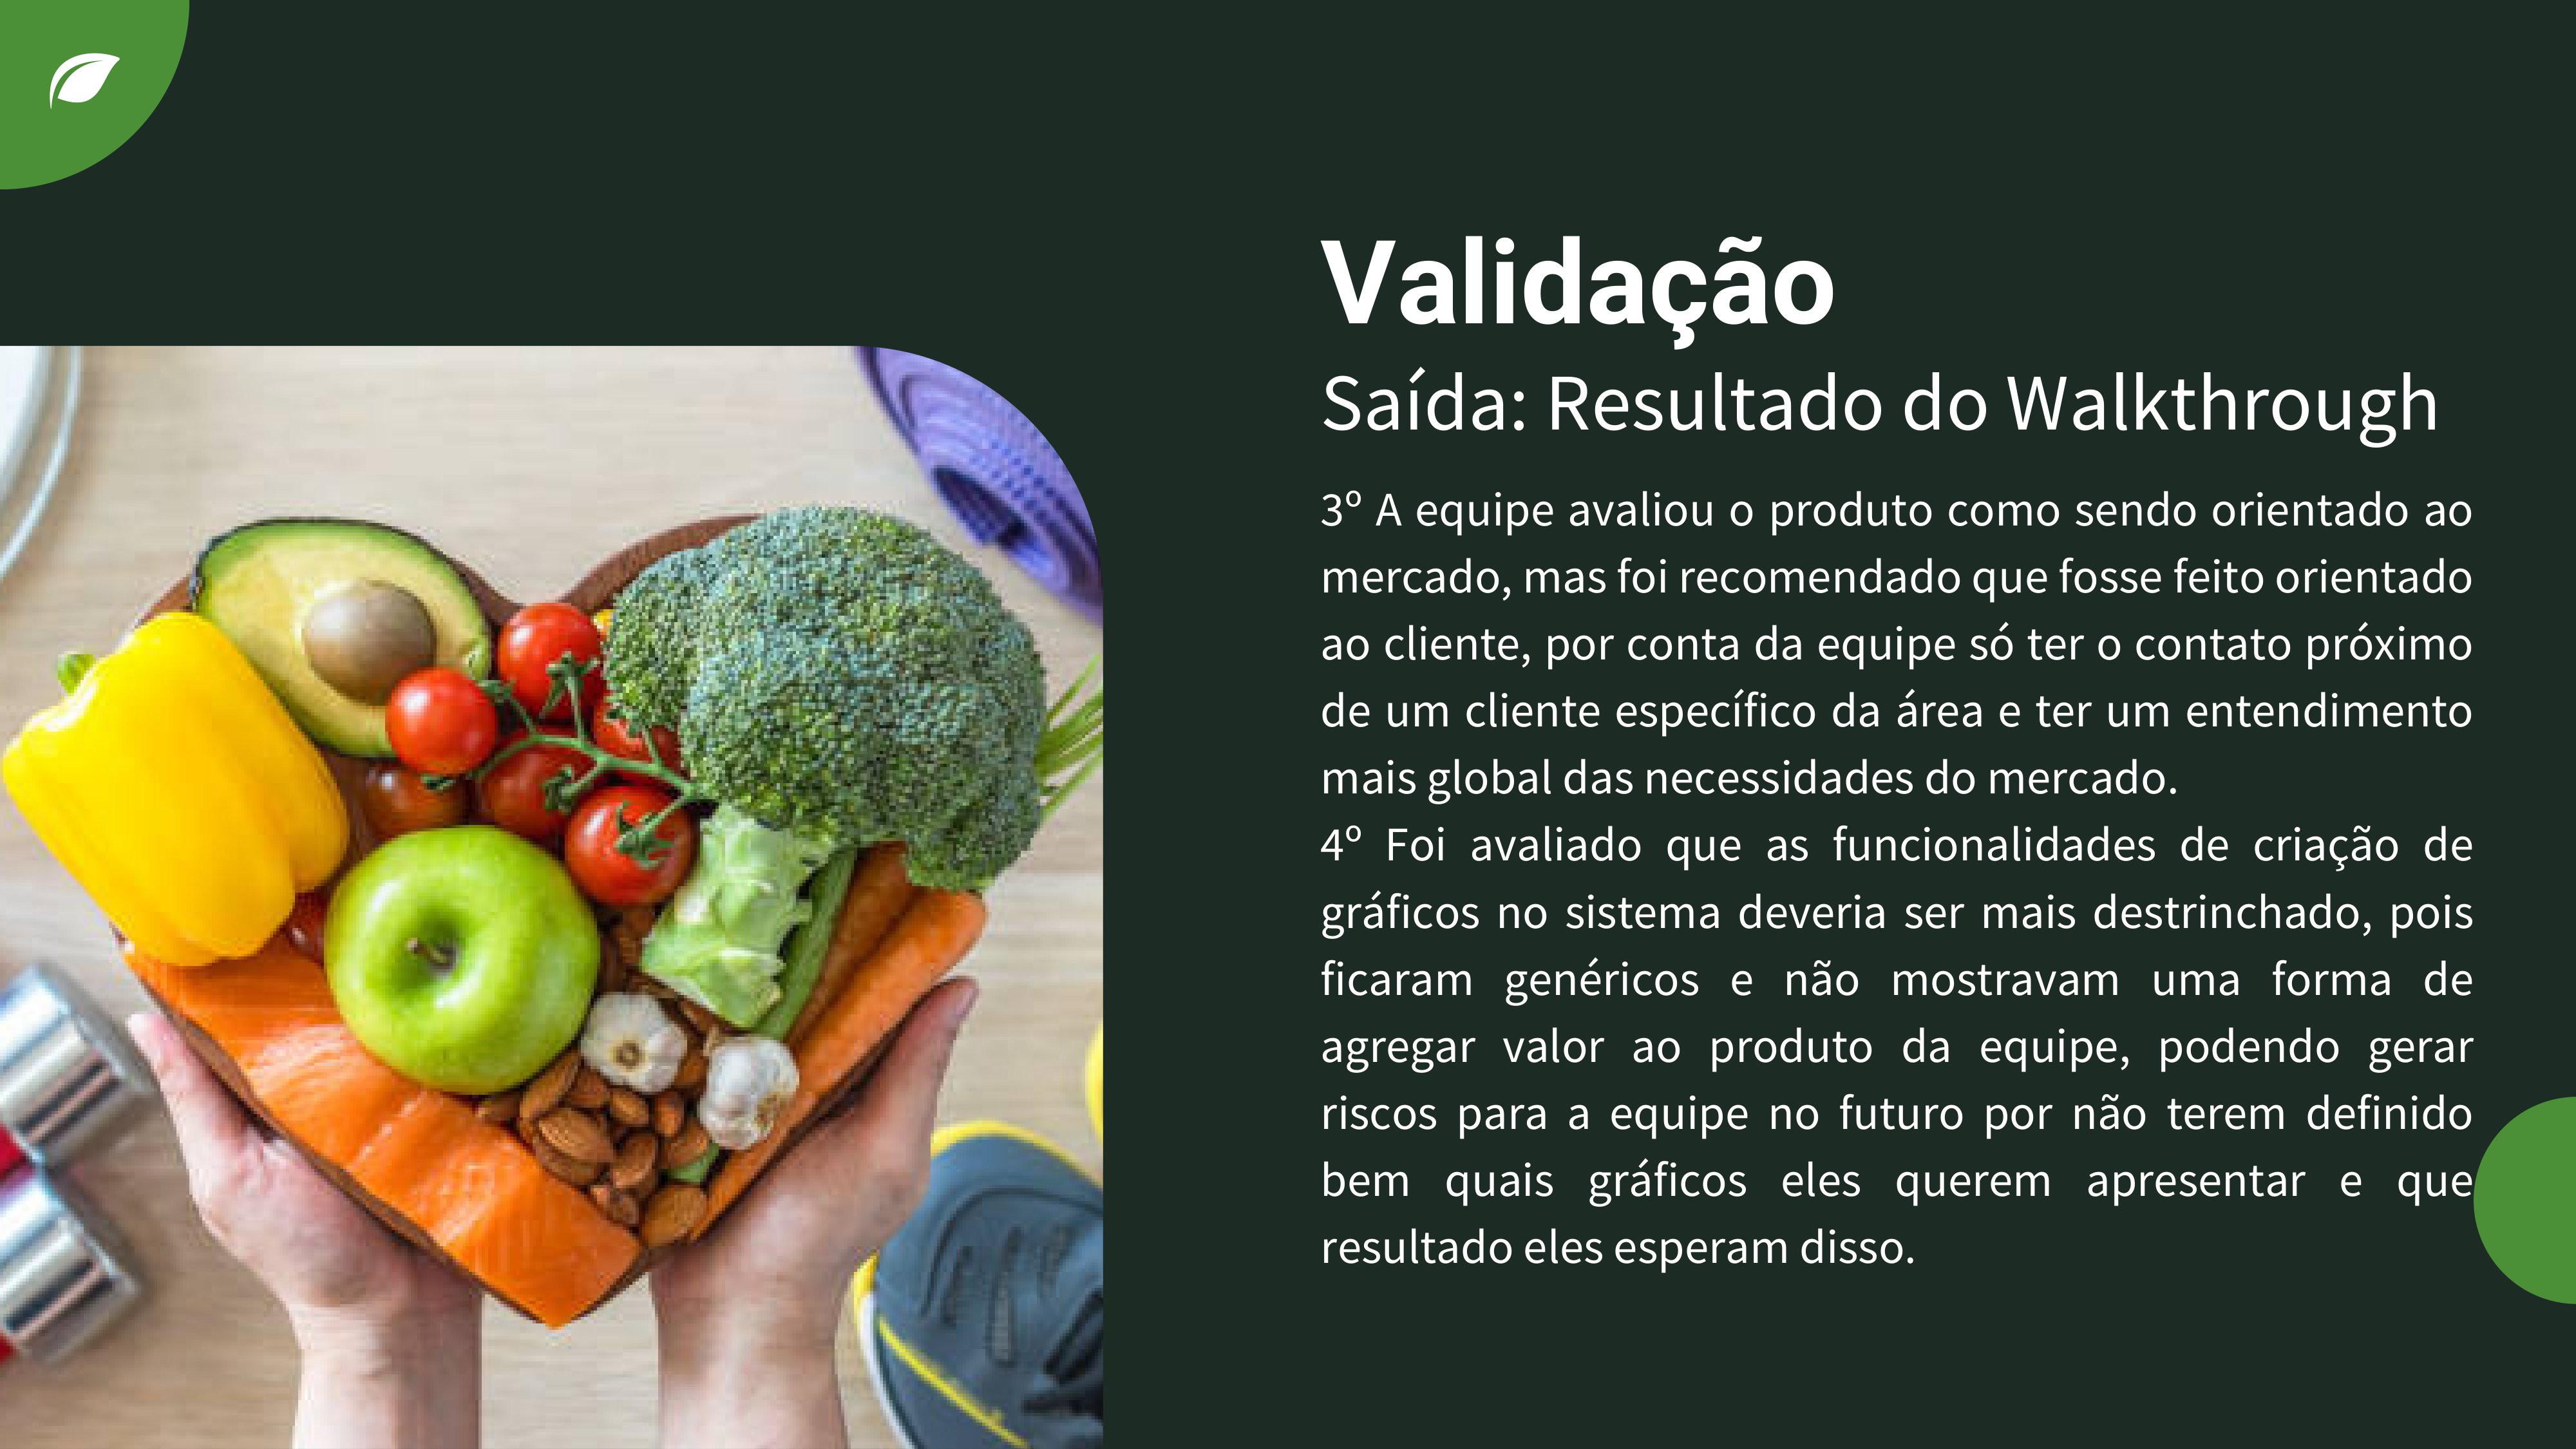 Validação
Saída: Resultado do Walkthrough
3º A equipe avaliou o produto como sendo orientado ao
mercado, mas foi recomendado que fosse feito orientado
ao cliente, por conta da equipe só ter o contato próximo
de um cliente específico da área e ter um entendimento
mais global das necessidades do mercado.
4º Foi avaliado que as funcionalidades de criação de
gráficos no sistema deveria ser mais destrinchado, pois
ficaram genéricos e não mostravam uma forma de
agregar valor ao produto da equipe, podendo gerar
riscos para a equipe no futuro por não terem definido
bem quais gráficos eles querem apresentar e que
resultado eles esperam disso.